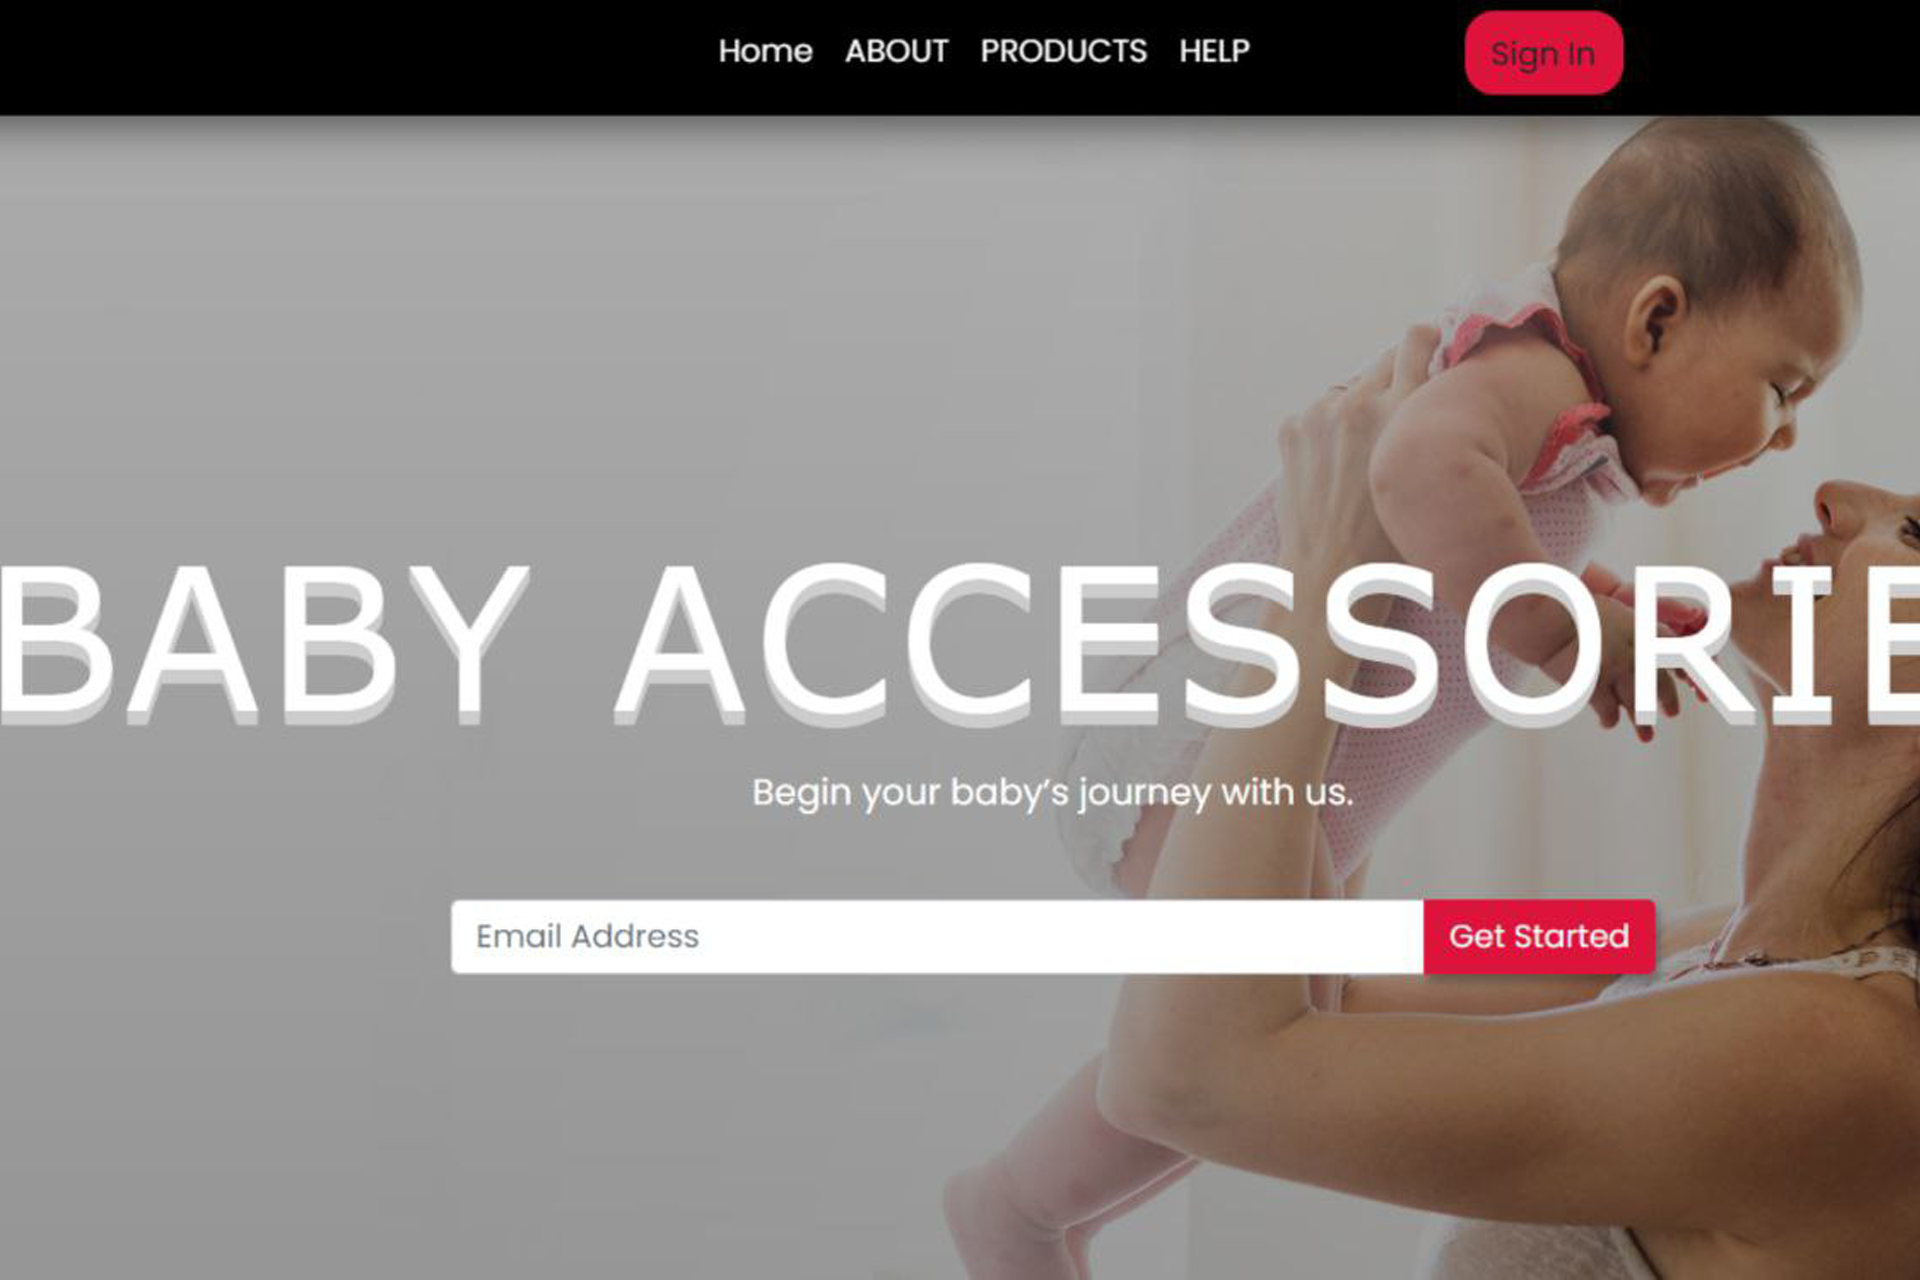 Home ABOUT PRODUCTS HELP Sign In
BABY ACCESSORIE
Begin your baby's journey with us.
Email Address Get Started